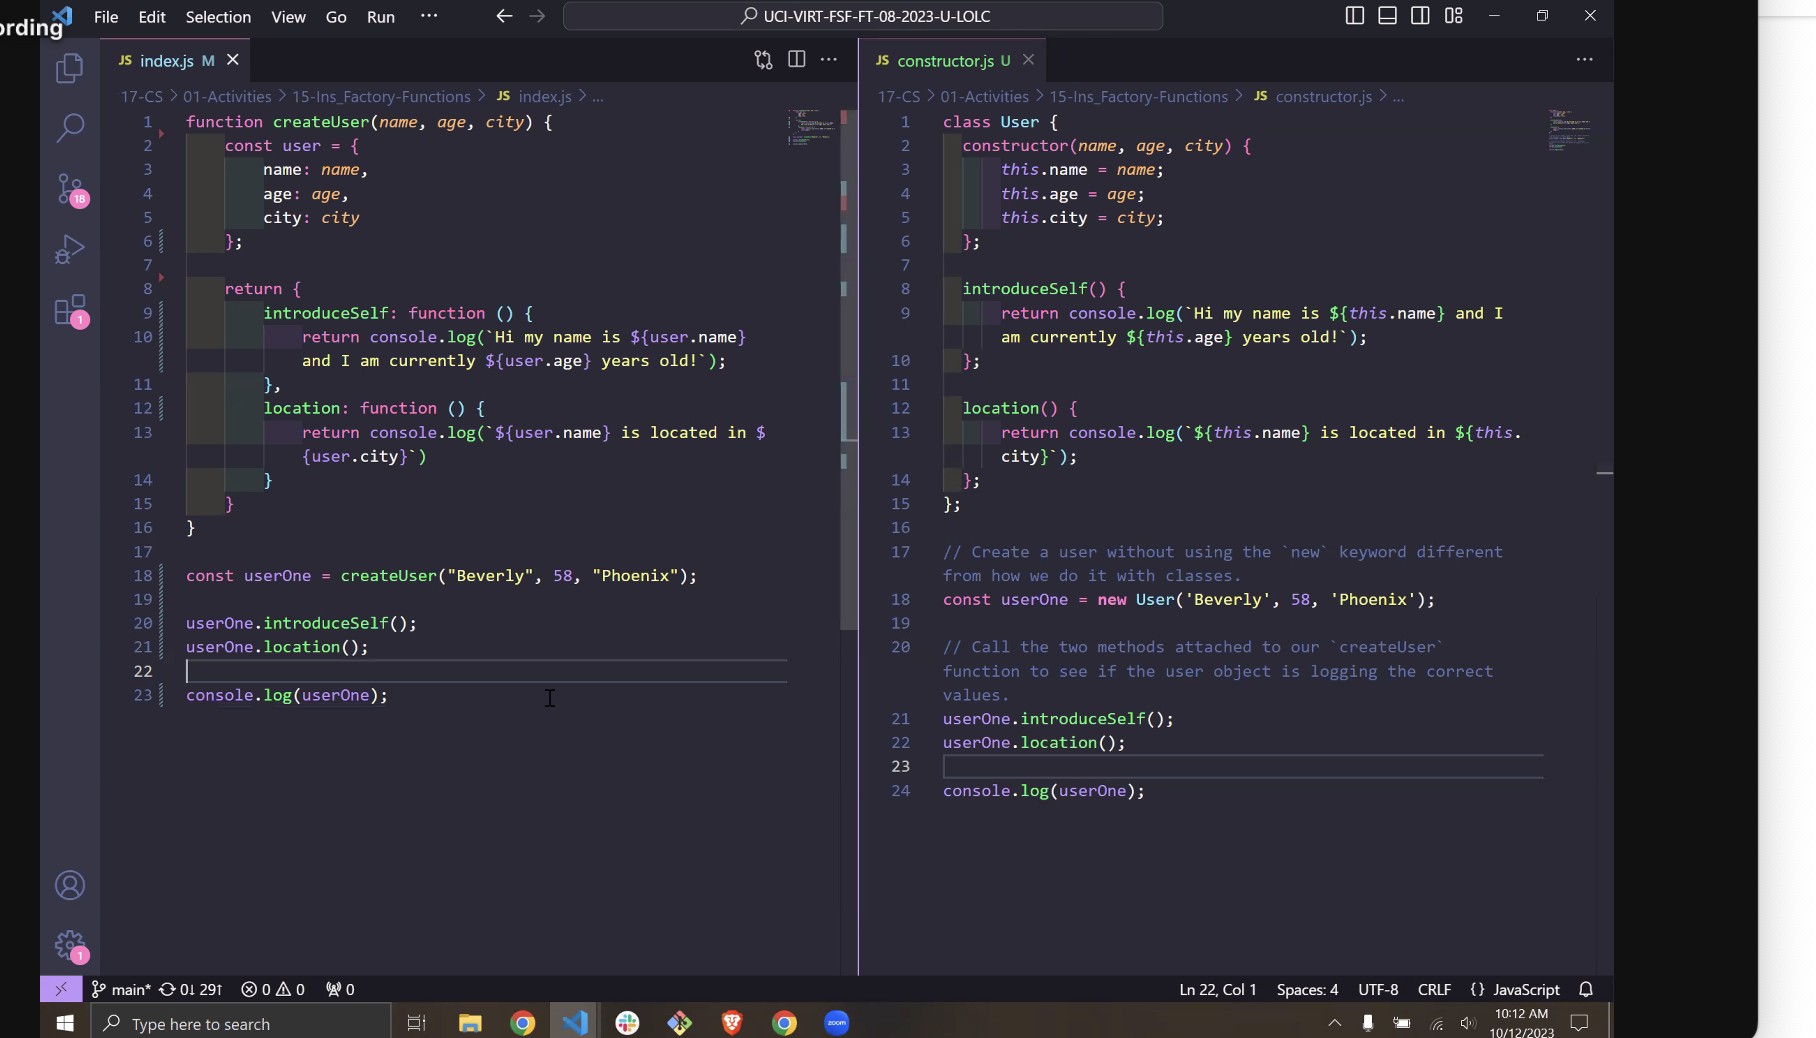 ording
File Edit Selection View Go Run ···
UCI-VIRT-FSF-FT-08-2023-U-LOLC
JS index.js M
17-CS > 01-Activities > 15-Ins_Factory-Functions > JS index.js > ...
1 function createUser(name, age, city) {
2 const user = {
3 name: name,
4 age: age,
5 city: city
6 };
7
8 return {
9 introduceSelf: function () {
10 return console.log(`Hi my name is ${user.name}
and I am currently ${user.age} years old!`);
11 },
12 location: function () {
13 return console.log(`${user.name} is located in $
{user.city}`)
14 }
15 }
16 }
17
18 const userOne = createUser("Beverly", 58, "Phoenix");
19
20 userOne.introduceSelf();
21 userOne.location();
22
23 console.log(userOne);
JS constructor.js U
17-CS > 01-Activities > 15-Ins_Factory-Functions > JS constructor.js > ...
1 class User {
2 constructor(name, age, city) {
3 this.name = name;
4 this.age = age;
5 this.city = city;
6 };
7
8 introduceSelf() {
9 return console.log(`Hi my name is ${this.name} and I
am currently ${this.age} years old!`);
10 };
11
12 location() {
13 return console.log(`${this.name} is located in ${this.
city}`);
14 };
15 };
16
17 // Create a user without using the `new` keyword different
from how we do it with classes.
18 const userOne = new User('Beverly', 58, 'Phoenix');
19
20 // Call the two methods attached to our `createUser`
function to see if the user object is logging the correct
values.
21 userOne.introduceSelf();
22 userOne.location();
23
24 console.log(userOne);
18
1
1
main* 0↓ 29↑ 0 0 0
Ln 22, Col 1 Spaces: 4 UTF-8 CRLF {} JavaScript
Type here to search
zoom
10:12 AM
10/12/2023